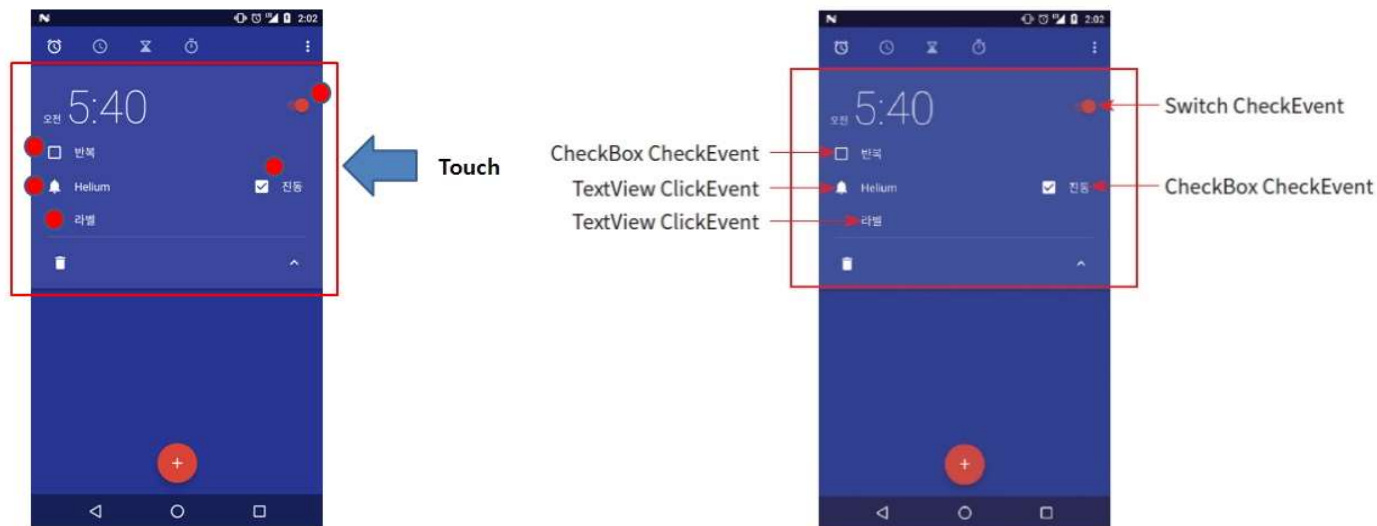 2:02
오전 5:40
반복
Helium
진동
라벨
Touch
2:02
오전 5:40
Switch CheckEvent
CheckBox CheckEvent
반복
TextView ClickEvent
Helium
진동
CheckBox CheckEvent
TextView ClickEvent
라벨